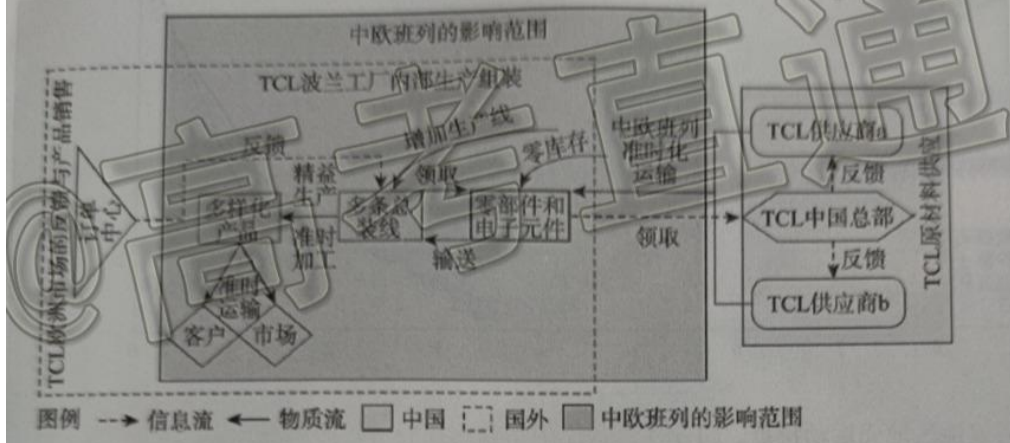 中欧班列的影响范围
TCL波兰工厂内部生产组装
TCL欧洲市场的反馈与产品销售
订单
中心
反馈
增加生产线
精益
生产
领取
零库存
中欧班列
准时化
运输
多样化
产品
多条总
装线
零部件和
电子元件
准时
加工
输送
领取
准时
运输
客户
市场
TCL供应商a
反馈
TCL中国总部
反馈
TCL供应商b
TCL原材料供应
图例 信息流 物质流 中国 国外 中欧班列的影响范围
@高考直通